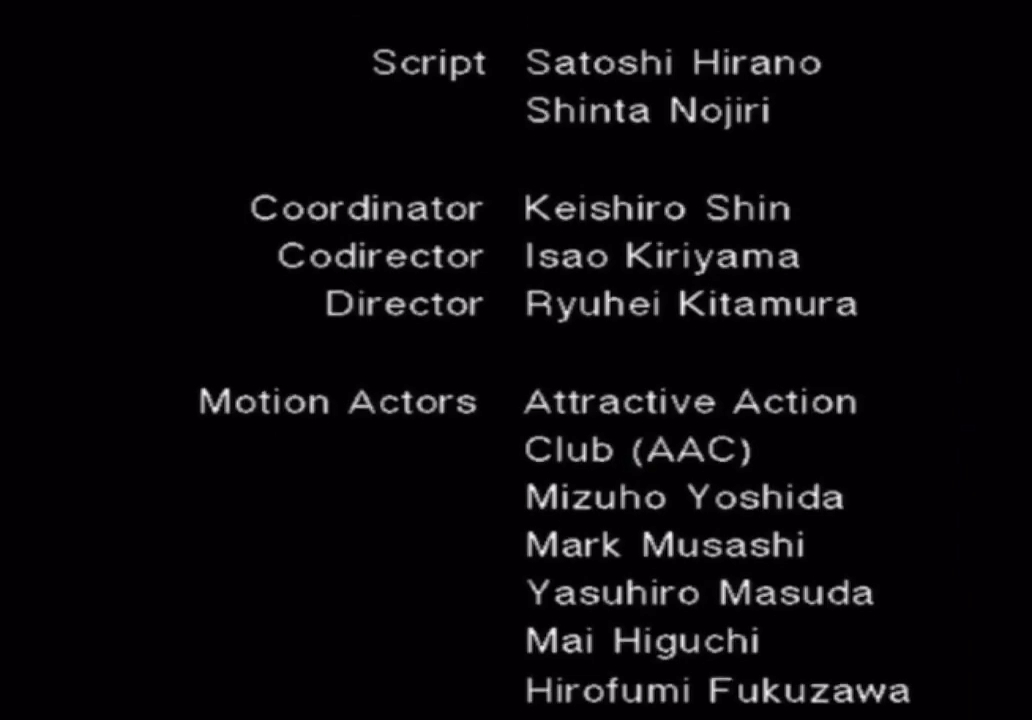 Script Satoshi Hirano
Shinta Nojiri
Coordinator Keishiro Shin
Codirector Isao Kiriyama
Director Ryuhei Kitamura
Motion Actors Attractive Action
Club (AAC)
Mizuho Yoshida
Mark Musashi
Yasuhiro Masuda
Mai Higuchi
Hirofumi Fukuzawa